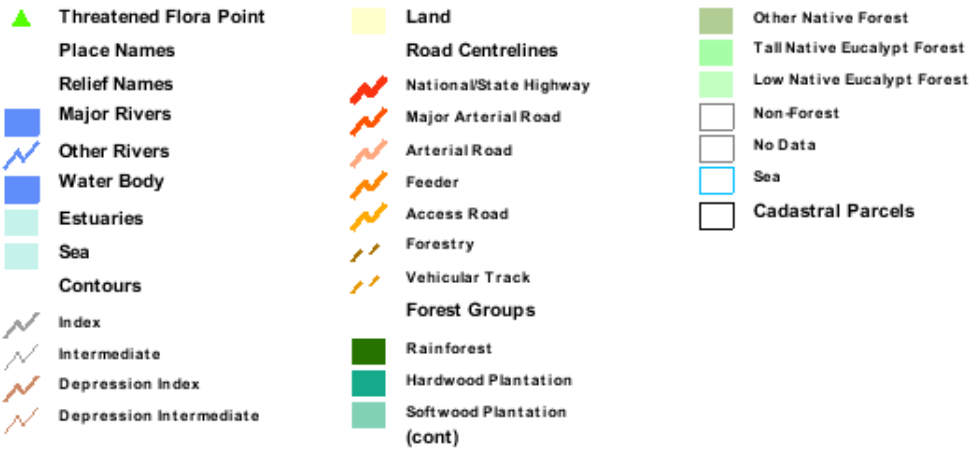 Threatened Flora Point
Place Names
Relief Names
Major Rivers
Other Rivers
Water Body
Estuaries
Sea
Contours
Index
Intermediate
Depression Index
Depression Intermediate
Land
Road Centrelines
National/State Highway
Major Arterial Road
Arterial Road
Feeder
Access Road
Forestry
Vehicular Track
Forest Groups
Rainforest
Hardwood Plantation
Softwood Plantation
(cont)
Other Native Forest
Tall Native Eucalypt Forest
Low Native Eucalypt Forest
Non-Forest
No Data
Sea
Cadastral Parcels